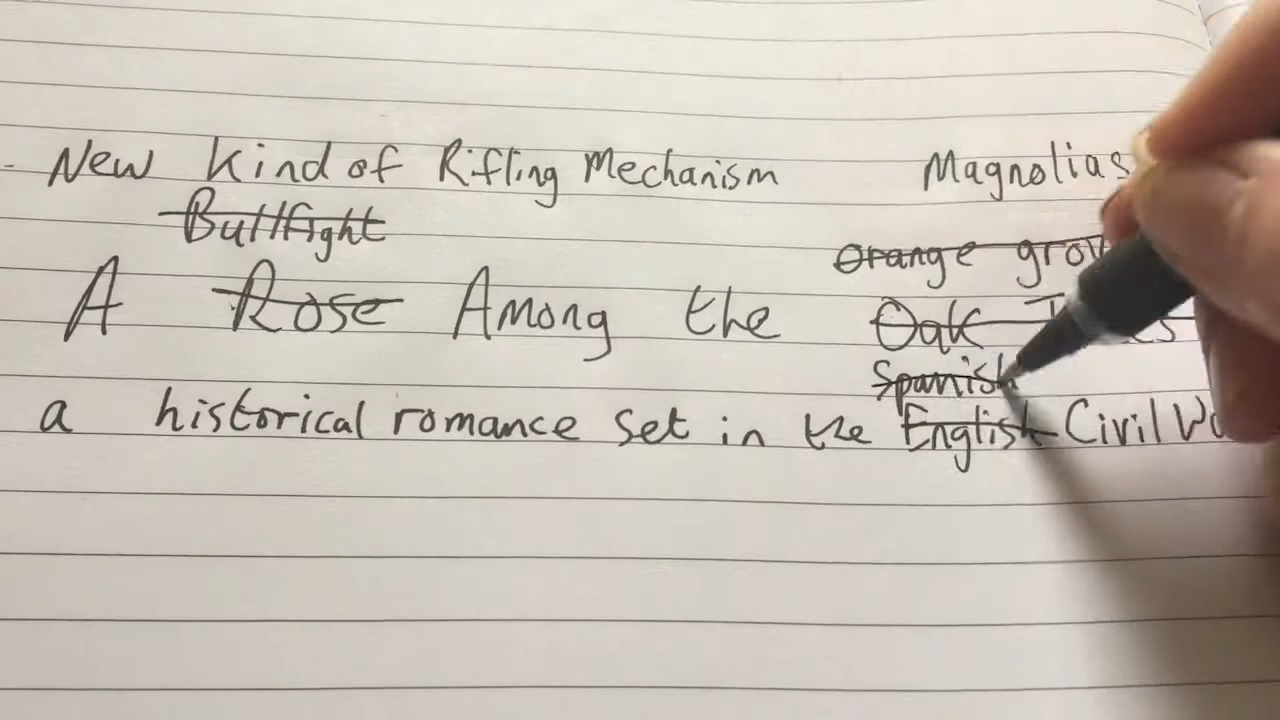 New Kind of Rifling Mechanism Magnolias
Bullfight Orange
A Rose Among the Oak
Spanish
a historical romance set in the English Civil